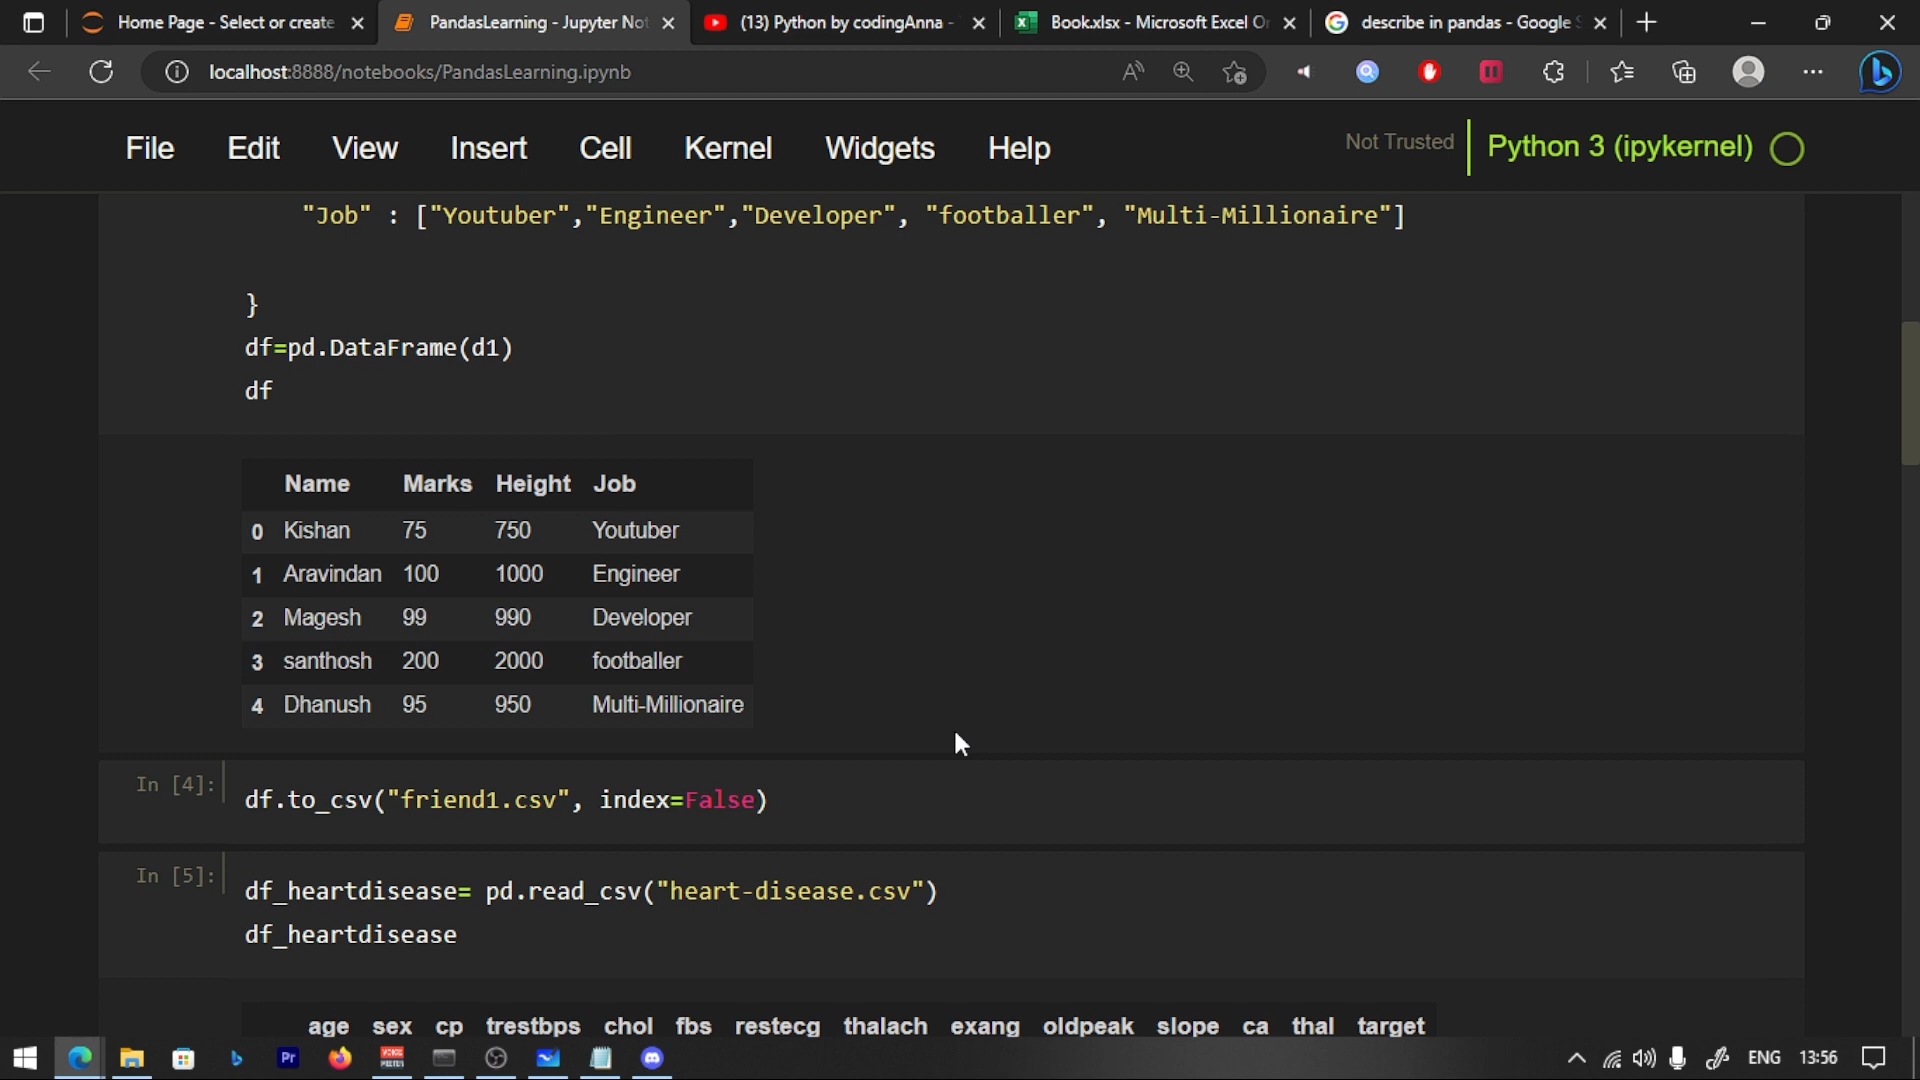 Home Page - Select or create
PandasLearning - Jupyter Not
(13) Python by codingAnna -
Book.xlsx - Microsoft Excel On
describe in pandas - Google S
localhost:8888/notebooks/PandasLearning.ipynb
File Edit View Insert Cell Kernel Widgets Help
Not Trusted
Python 3 (ipykernel)
"Job" : ["Youtuber","Engineer","Developer", "footballer", "Multi-Millionaire"]
}
df=pd.DataFrame(d1)
df
Name Marks Height Job
0 Kishan 75 750 Youtuber
1 Aravindan 100 1000 Engineer
2 Magesh 99 990 Developer
3 santhosh 200 2000 footballer
4 Dhanush 95 950 Multi-Millionaire
In [4]:
df.to_csv("friend1.csv", index=False)
In [5]:
df_heartdisease= pd.read_csv("heart-disease.csv")
df_heartdisease
age sex cp trestbps chol fbs restecg thalach exang oldpeak slope ca thal target
Pr
ENG 13:56